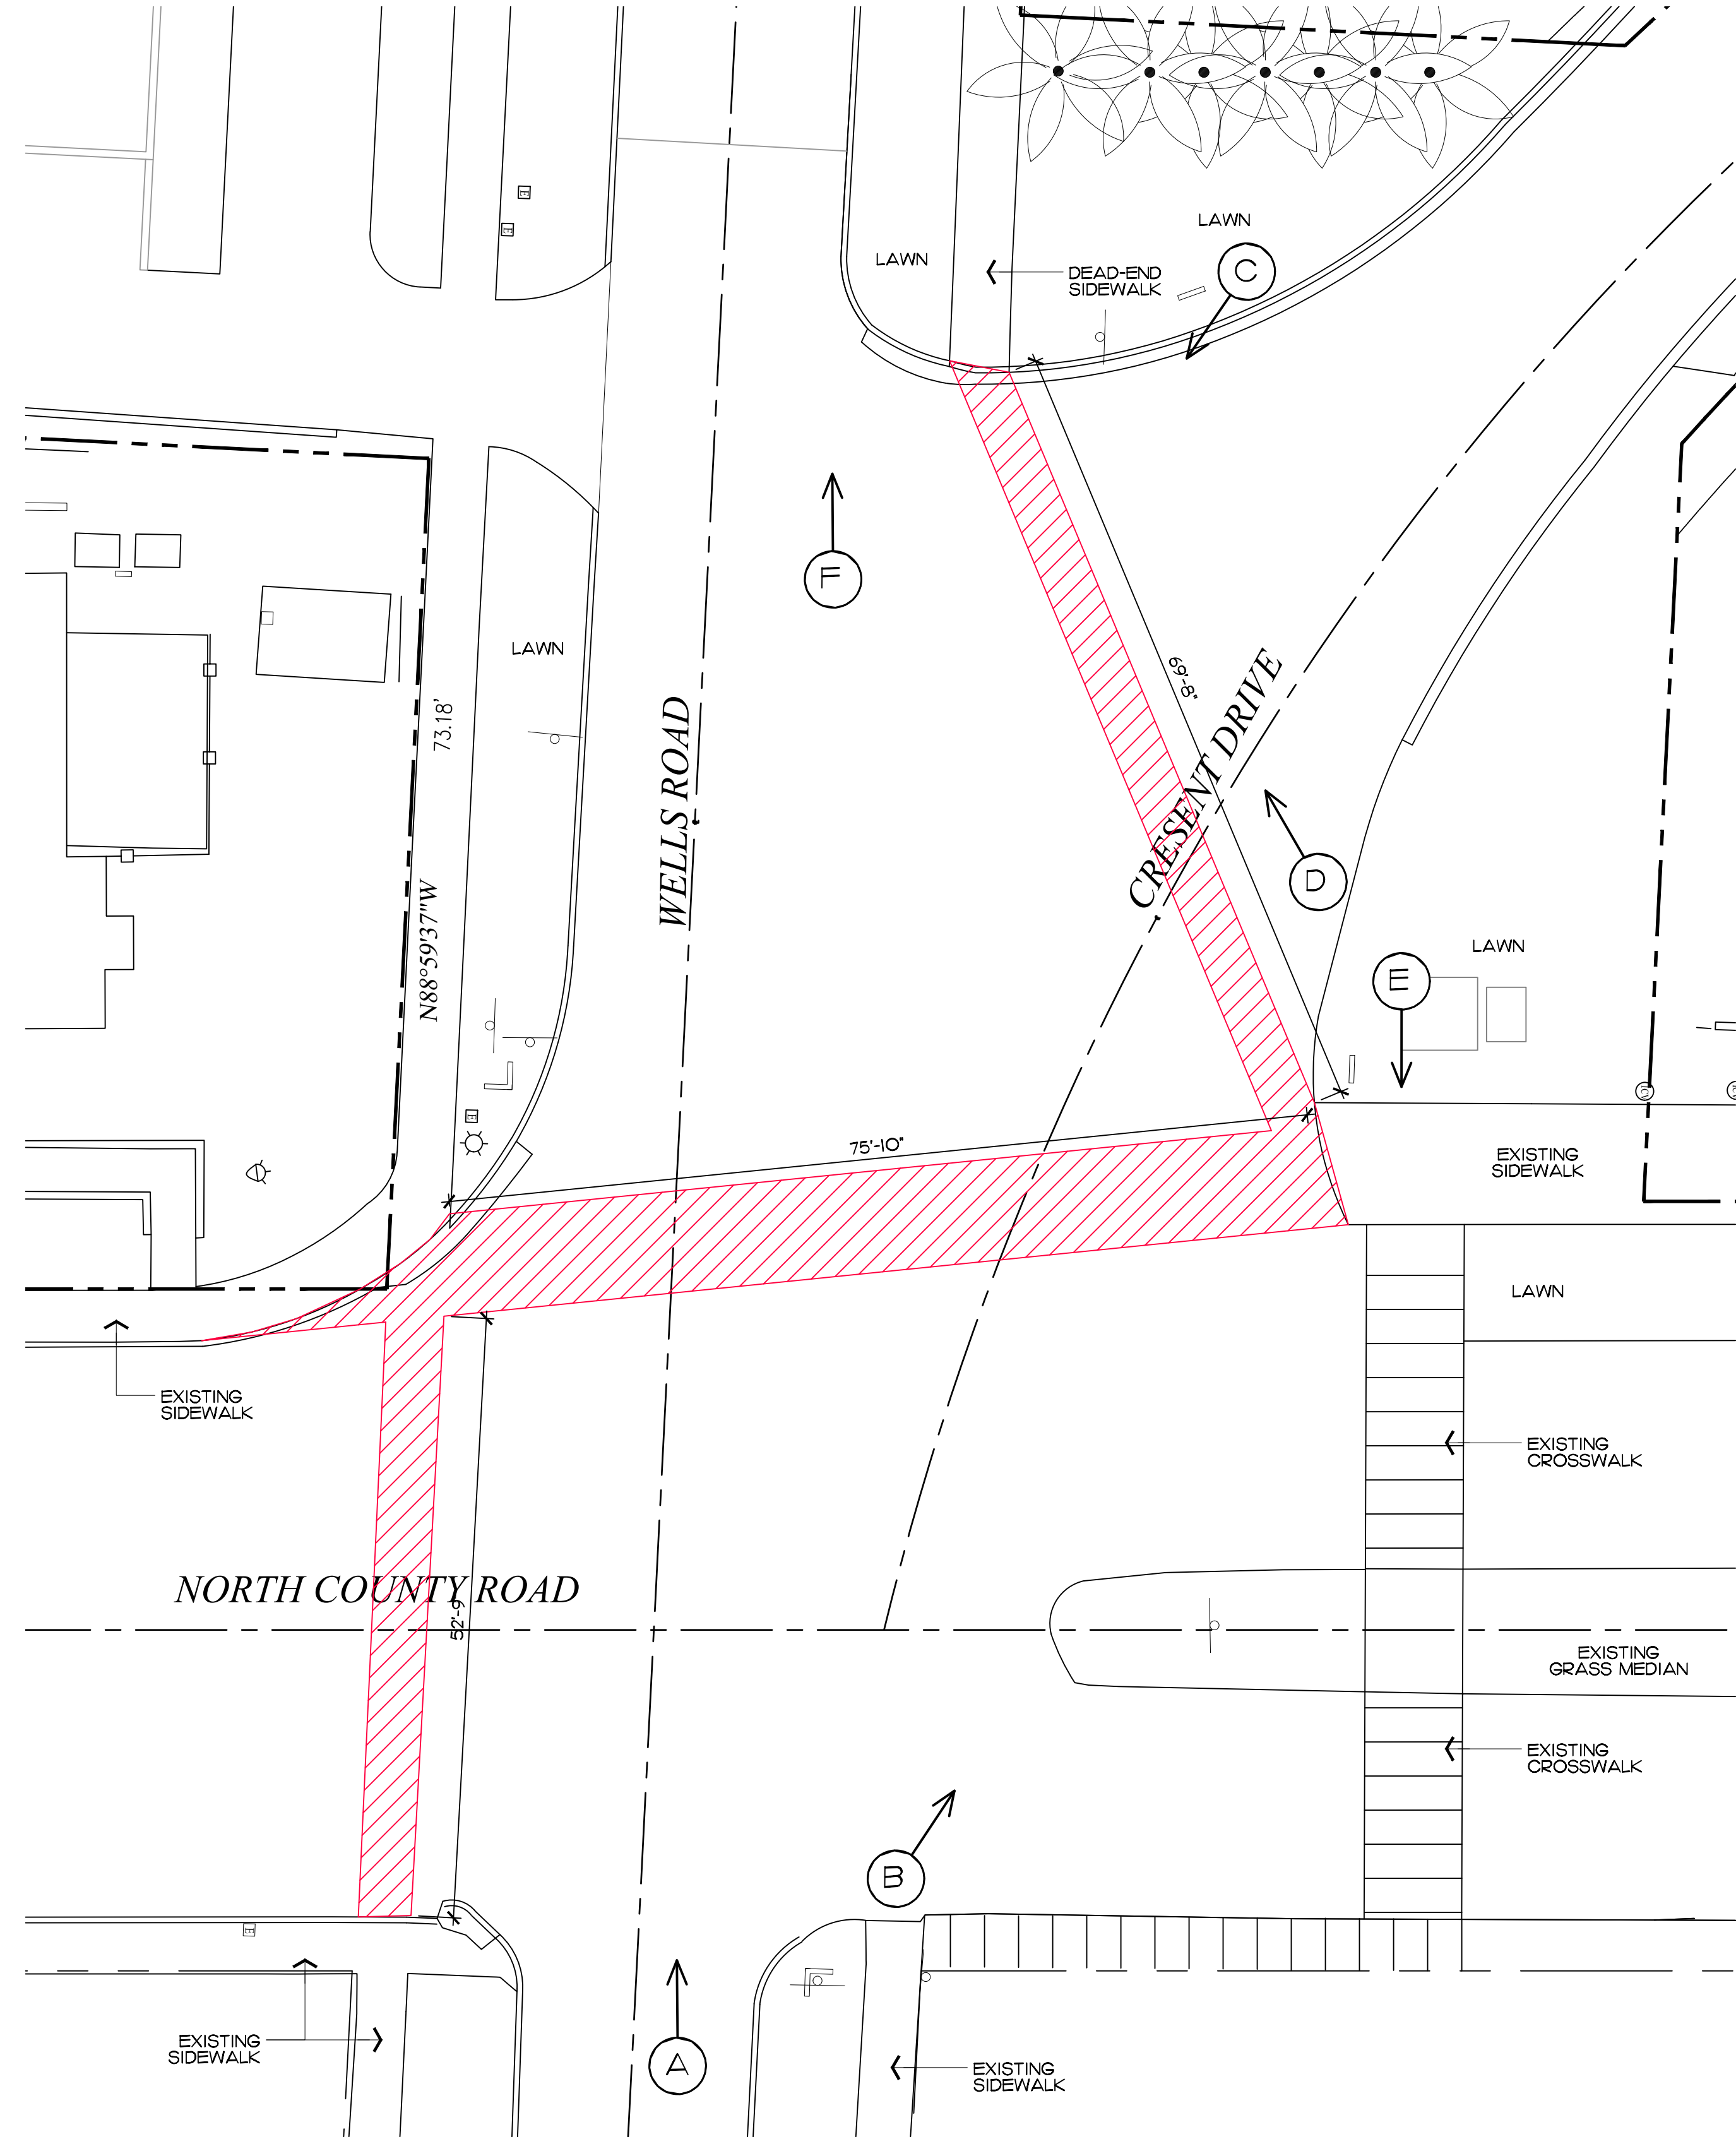 E
E
LAWN
LAWN
DEAD-END
SIDEWALK
C
F
LAWN
69'-8"
73.18'
WELLS ROAD
CRESENT DRIVE
D
N88°59'37"W
LAWN
E
E
75'-10"
EXISTING
SIDEWALK
LAWN
EXISTING
SIDEWALK
EXISTING
CROSSWALK
NORTH COUNTY ROAD
52'-9
EXISTING
GRASS MEDIAN
EXISTING
CROSSWALK
B
E
A
EXISTING
SIDEWALK
EXISTING
SIDEWALK